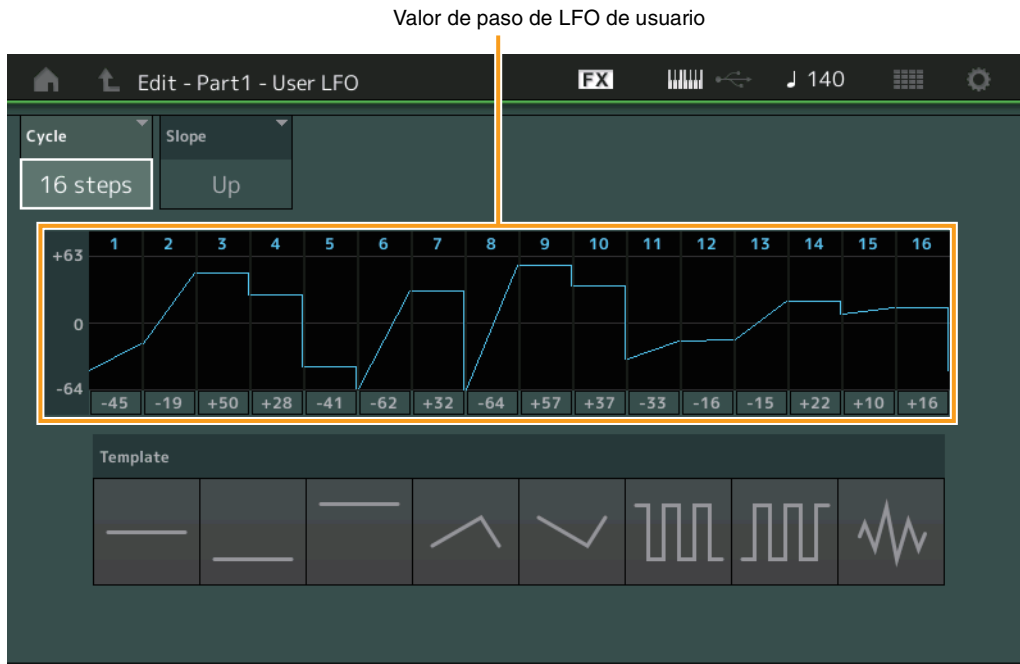 Valor de paso de LFO de usuario
Edit - Part1 - User LFO FX 140
Cycle Slope
16 steps Up
1 2 3 4 5 6 7 8 9 10 11 12 13 14 15 16
+63
0
-64
-45 -19 +50 +28 -41 -62 +32 -64 +57 +37 -33 -16 -15 +22 +10 +16
Template